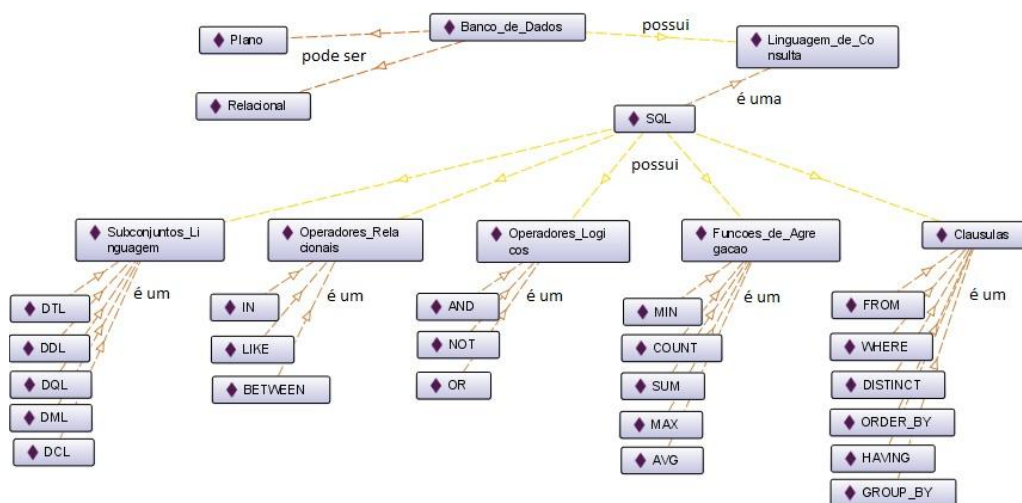 Banco_de_Dados
possui
Plano
Linguagem_de_Co
nsulta
pode ser
Relacional
é uma
SQL
possui
Subconjuntos_Li
nguagem
Operadores_Rela
cionais
Operadores_Logi
cos
Funcoes_de_Agre
gacao
Clausulas
é um
é um
é um
é um
é um
DTL
DDL
DQL
DML
DCL
IN
LIKE
BETWEEN
AND
NOT
OR
MIN
COUNT
SUM
MAX
AVG
FROM
WHERE
DISTINCT
ORDER_BY
HAVING
GROUP_BY